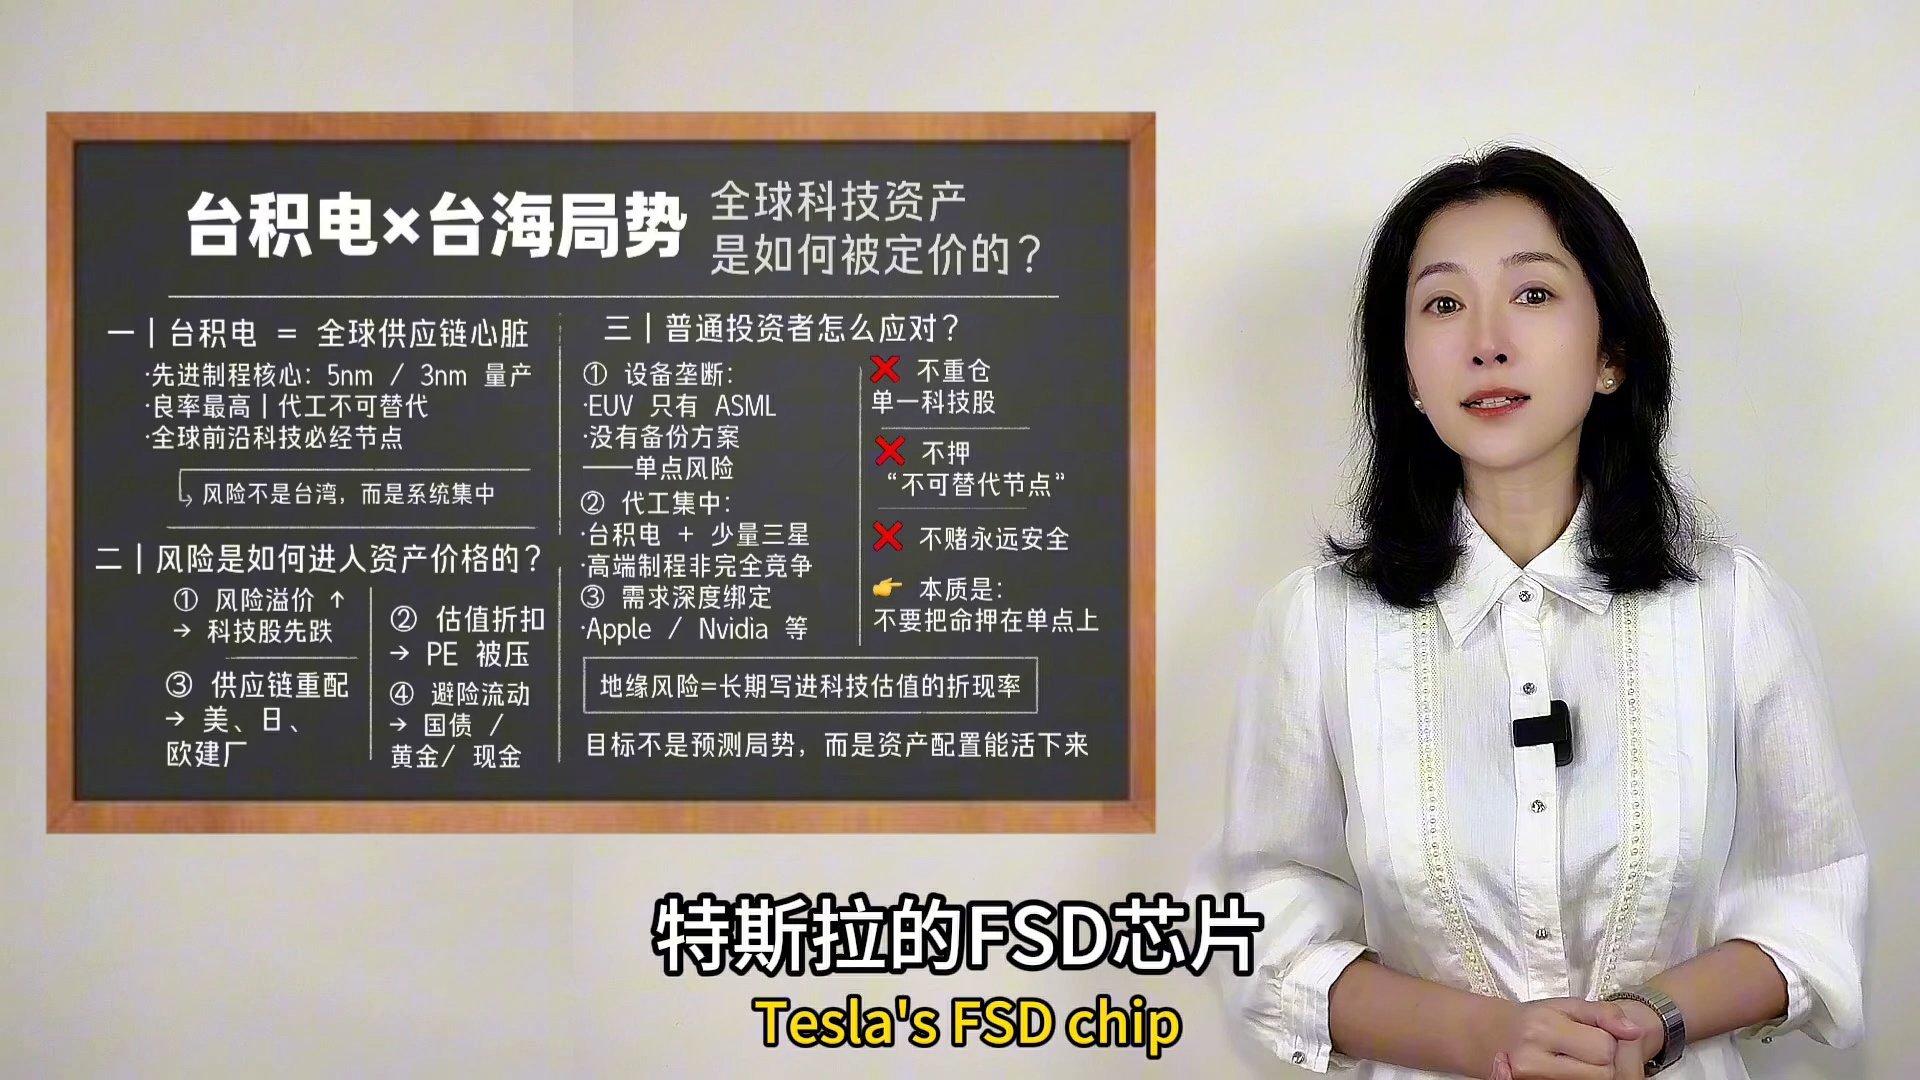 台积电×台海局势
全球科技资产
是如何被定价的？
一｜台积电 = 全球供应链心脏
·先进制程核心：5nm / 3nm 量产
·良率最高｜代工不可替代
·全球前沿科技必经节点
风险不是台湾，而是系统集中
二｜风险是如何进入资产价格的？
① 风险溢价 ↑
→ 科技股先跌
② 估值折扣
→ PE 被压
③ 供应链重配
→ 美、日、
欧建厂
④ 避险流动
→ 国债 /
黄金/ 现金
三｜普通投资者怎么应对？
① 设备垄断：
·EUV 只有 ASML
·没有备份方案
——单点风险
② 代工集中：
·台积电 + 少量三星
·高端制程非完全竞争
③ 需求深度绑定
·Apple / Nvidia 等
❌ 不重仓
单一科技股
❌ 不押
“不可替代节点”
❌ 不赌永远安全
👉 本质是：
不要把命押在单点上
地缘风险=长期写进科技估值的折现率
目标不是预测局势，而是资产配置能活下来
特斯拉的FSD芯片
Tesla's FSD chip